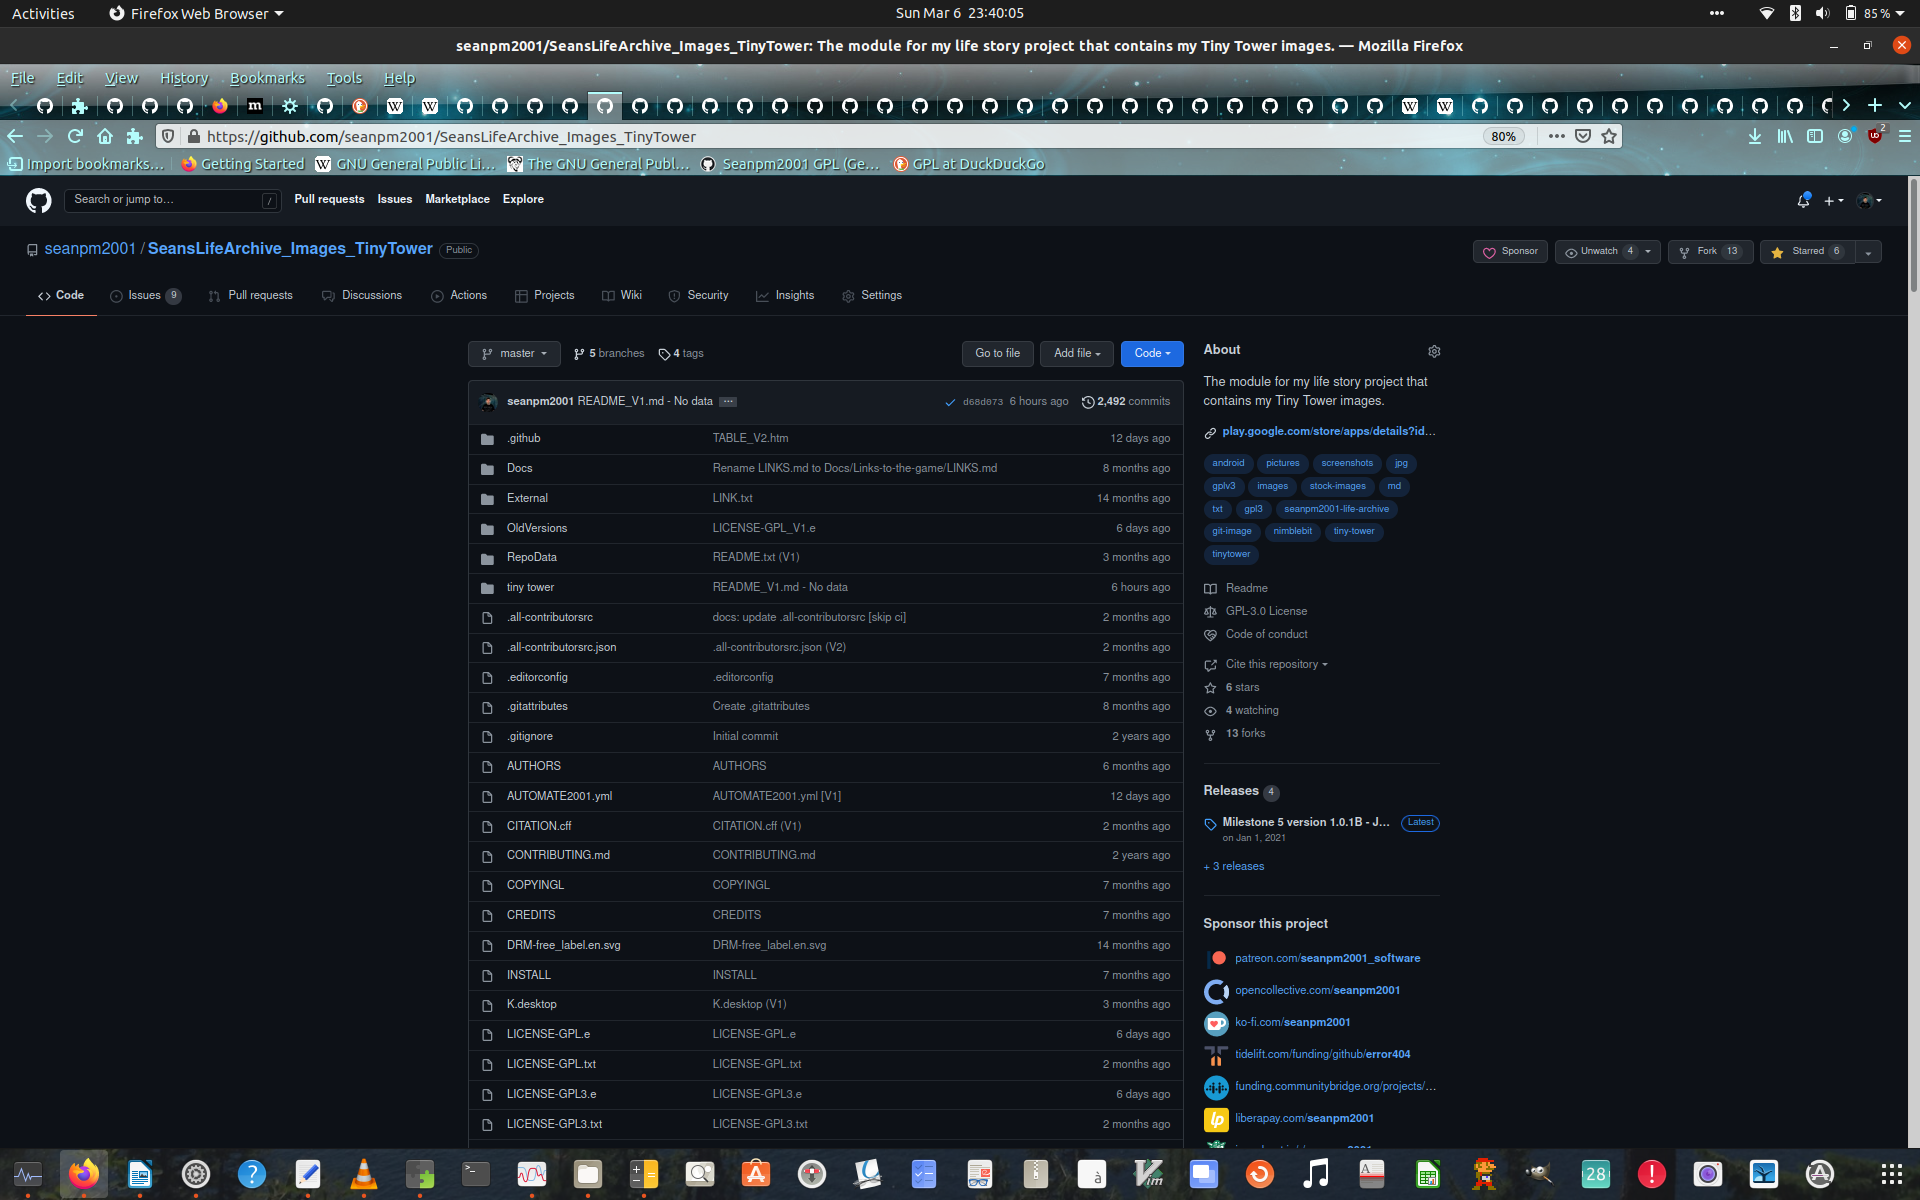 Activities
Firefox Web Browser
Sun Mar 6 23:40:05
85 %
seanpm2001/SeansLifeArchive_Images_TinyTower: The module for my life story project that contains my Tiny Tower images. — Mozilla Firefox
File Edit View History Bookmarks Tools Help
https://github.com/seanpm2001/SeansLifeArchive_Images_TinyTower
80%
2
Import bookmarks...
Getting Started
GNU General Public Li...
The GNU General Publ...
Seanpm2001 GPL (Ge...
GPL at DuckDuckGo
Search or jump to...
/
Pull requests Issues Marketplace Explore
seanpm2001 / SeansLifeArchive_Images_TinyTower Public
Sponsor
Unwatch 4
Fork 13
Starred 6
Code
Issues 9
Pull requests
Discussions
Actions
Projects
Wiki
Security
Insights
Settings
master
5 branches
4 tags
Go to file
Add file
Code
seanpm2001 README_V1.md - No data ...
d68d073 6 hours ago 2,492 commits
.github TABLE_V2.htm 12 days ago
Docs Rename LINKS.md to Docs/Links-to-the-game/LINKS.md 8 months ago
External LINK.txt 14 months ago
OldVersions LICENSE-GPL_V1.e 6 days ago
RepoData README.txt (V1) 3 months ago
tiny tower README_V1.md - No data 6 hours ago
.all-contributorsrc docs: update .all-contributorsrc [skip ci] 2 months ago
.all-contributorsrc.json .all-contributorsrc.json (V2) 2 months ago
.editorconfig .editorconfig 7 months ago
.gitattributes Create .gitattributes 8 months ago
.gitignore Initial commit 2 years ago
AUTHORS AUTHORS 6 months ago
AUTOMATE2001.yml AUTOMATE2001.yml [V1] 12 days ago
CITATION.cff CITATION.cff (V1) 2 months ago
CONTRIBUTING.md CONTRIBUTING.md 2 years ago
COPYINGL COPYINGL 7 months ago
CREDITS CREDITS 7 months ago
DRM-free_label.en.svg DRM-free_label.en.svg 14 months ago
INSTALL INSTALL 7 months ago
K.desktop K.desktop (V1) 3 months ago
LICENSE-GPL.e LICENSE-GPL.e 6 days ago
LICENSE-GPL.txt LICENSE-GPL.txt 2 months ago
LICENSE-GPL3.e LICENSE-GPL3.e 6 days ago
LICENSE-GPL3.txt LICENSE-GPL3.txt 2 months ago
About
The module for my life story project that
contains my Tiny Tower images.
play.google.com/store/apps/details?id...
android pictures screenshots jpg
gplv3 images stock-images md
txt gpl3 seanpm2001-life-archive
git-image nimblebit tiny-tower
tinytower
Readme
GPL-3.0 License
Code of conduct
Cite this repository
6 stars
4 watching
13 forks
Releases 4
Milestone 5 version 1.0.1B - J... Latest
on Jan 1, 2021
+ 3 releases
Sponsor this project
patreon.com/seanpm2001_software
opencollective.com/seanpm2001
ko-fi.com/seanpm2001
tidelift.com/funding/github/error404
funding.communitybridge.org/projects/...
liberapay.com/seanpm2001
28